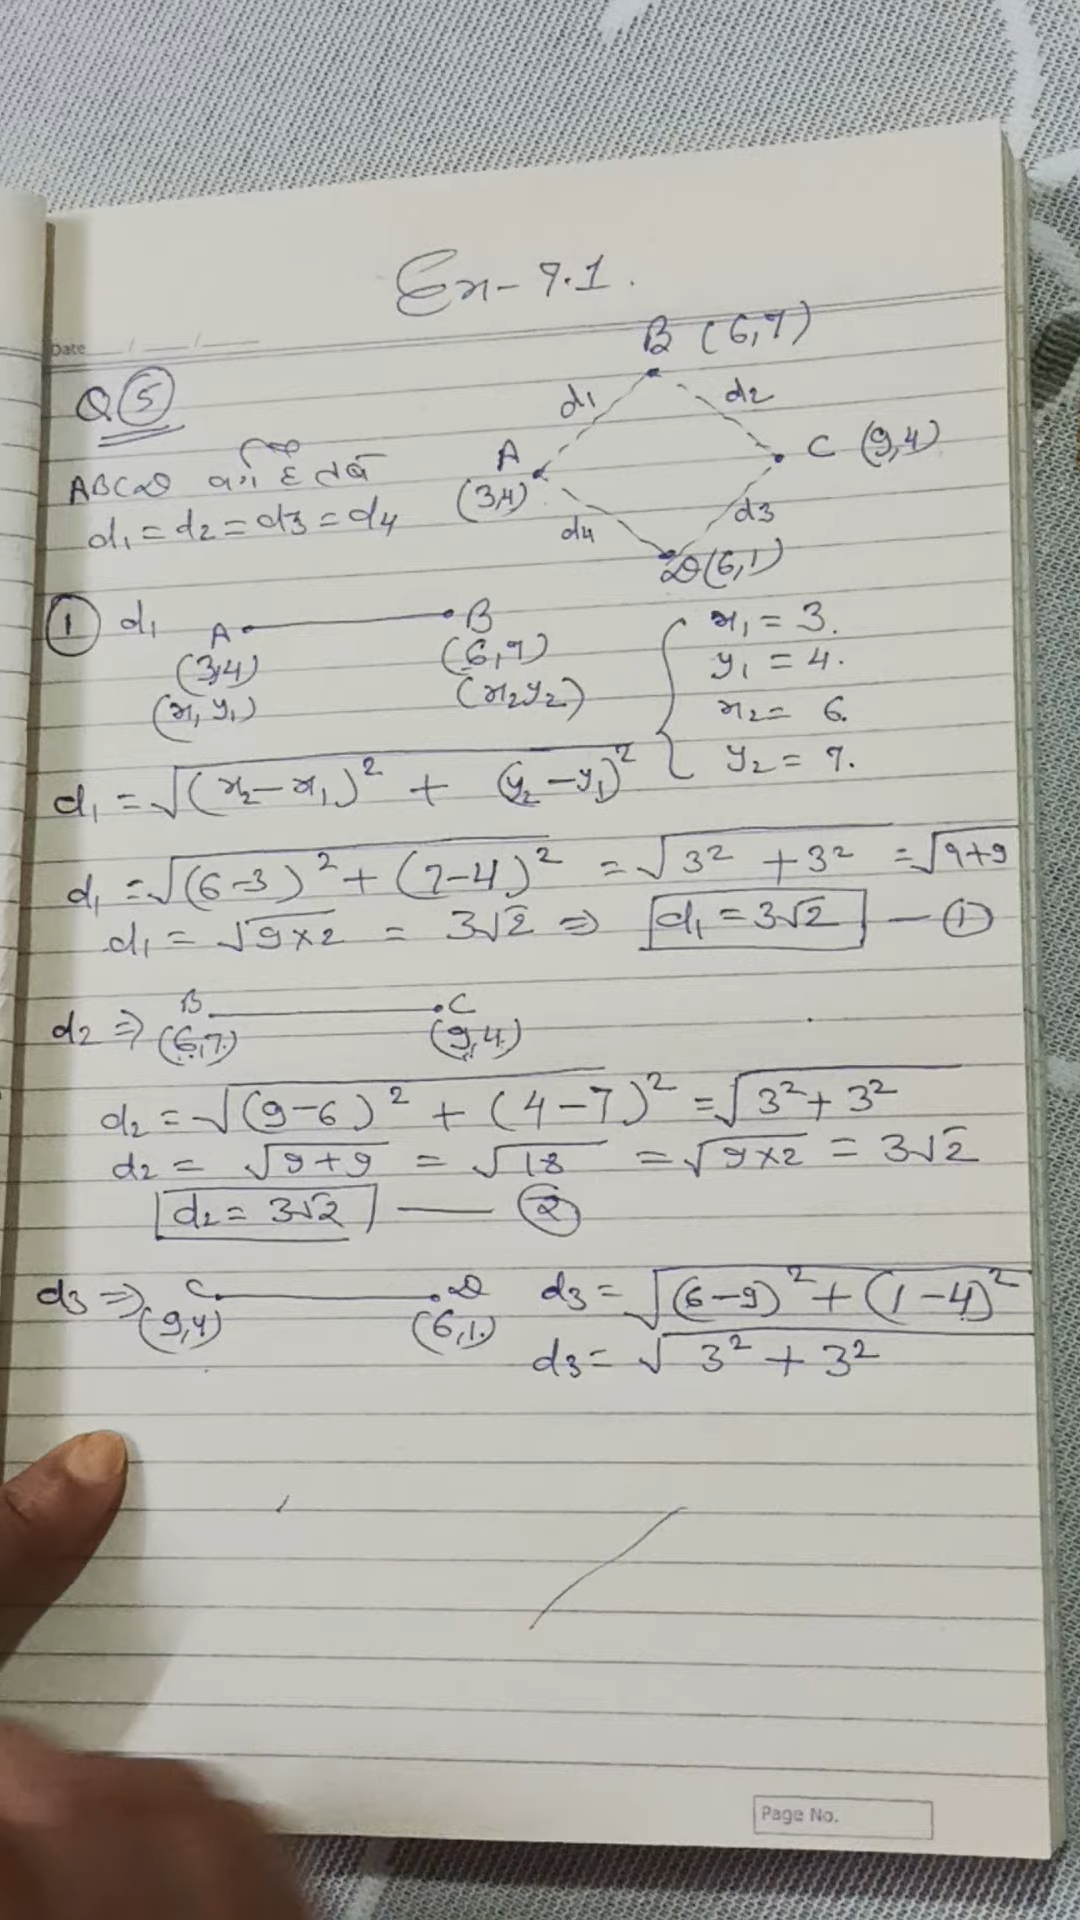 Ex-7.1.
Date / / 
Q 5
B (6,7)
d1
d2
A
(3,4)
C (9,4)
d4
d3
D(6,1)
ABCD वर्ग है तब
d1 = d2 = d3 = d4
1 d1 A B
(3,4) (6,7)
(x1 y1) (x2 y2)
x1 = 3.
y1 = 4.
x2 = 6.
y2 = 7.
d1 = √(x2-x1)² + (y2-y1)²
d1 = √(6-3)² + (7-4)² = √3² + 3² = √9+9
d1 = √9×2 = 3√2 ⇒ d1 = 3√2 — 1
d2 ⇒ B C
(6,7) (9,4)
d2 = √(9-6)² + (4-7)² = √3² + 3²
d2 = √9+9 = √18 = √9×2 = 3√2
d2 = 3√2 — 2
d3 ⇒ C D d3 = √(6-9)² + (1-4)²
(9,4) (6,1) d3 = √3² + 3²
Page No.